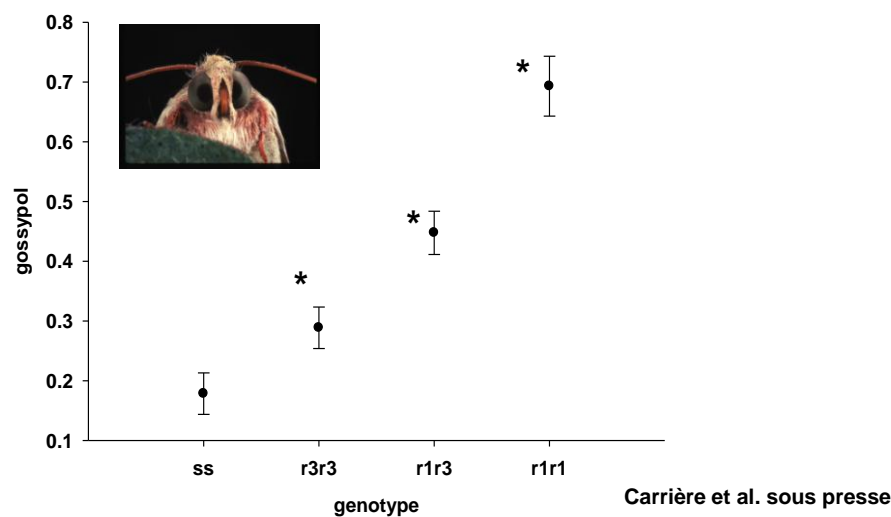 0.8
0.7
*
0.6
0.5
*
0.4
*
0.3
0.2
0.1
gossypol
ss r3r3 r1r3 r1r1
genotype
Carrière et al. sous presse